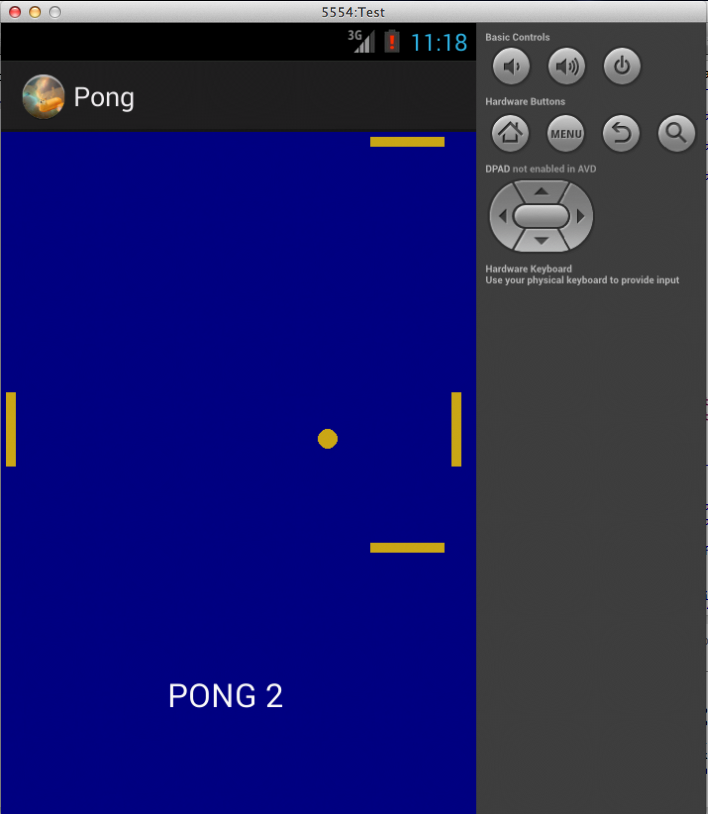 5554:Test
3G
11:18
Pong
PONG 2
Basic Controls
Hardware Buttons
MENU
DPAD not enabled in AVD
Hardware Keyboard
Use your physical keyboard to provide input